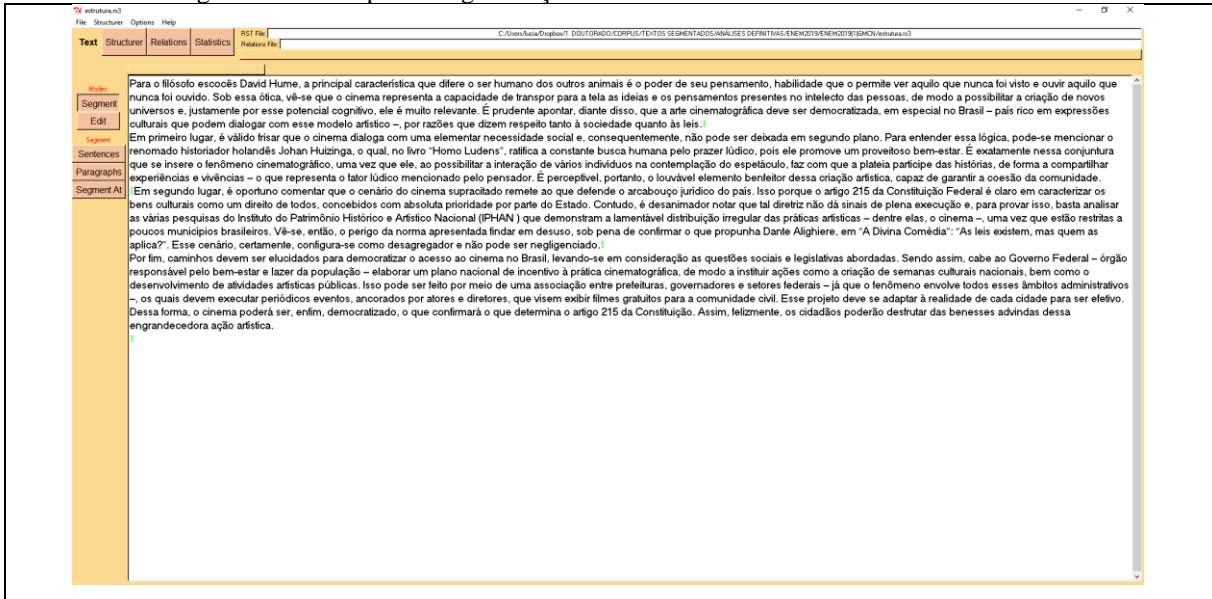 estrutura.rs3
File Structurer Options Help
Text Structurer Relations Statistics
RST File: C:/Users/lucia/Dropbox/1. DOUTORADO/CORPUS/TEXTOS SEGMENTADOS/ANÁLISES DEFINITIVAS/ENEM2019/ENEM2019(1)GMCN/estrutura.rs3
Relations File:
Modes
Segment
Edit
Segment
Sentences
Paragraphs
Segment At
Para o filósofo escocês David Hume, a principal característica que difere o ser humano dos outros animais é o poder de seu pensamento, habilidade que o permite ver aquilo que nunca foi visto e ouvir aquilo que
nunca foi ouvido. Sob essa ótica, vê-se que o cinema representa a capacidade de transpor para a tela as ideias e os pensamentos presentes no intelecto das pessoas, de modo a possibilitar a criação de novos
universos e, justamente por esse potencial cognitivo, ele é muito relevante. É prudente apontar, diante disso, que a arte cinematográfica deve ser democratizada, em especial no Brasil – país rico em expressões
culturais que podem dialogar com esse modelo artístico –, por razões que dizem respeito tanto à sociedade quanto às leis.
Em primeiro lugar, é válido frisar que o cinema dialoga com uma elementar necessidade social e, consequentemente, não pode ser deixada em segundo plano. Para entender essa lógica, pode-se mencionar o
renomado historiador holandês Johan Huizinga, o qual, no livro “Homo Ludens”, ratifica a constante busca humana pelo prazer lúdico, pois ele promove um proveitoso bem-estar. É exatamente nessa conjuntura
que se insere o fenômeno cinematográfico, uma vez que ele, ao possibilitar a interação de vários indivíduos na contemplação do espetáculo, faz com que a plateia participe das histórias, de forma a compartilhar
experiências e vivências – o que representa o fator lúdico mencionado pelo pensador. É perceptível, portanto, o louvável elemento benfeitor dessa criação artística, capaz de garantir a coesão da comunidade.
Em segundo lugar, é oportuno comentar que o cenário do cinema supracitado remete ao que defende o arcabouço jurídico do país. Isso porque o artigo 215 da Constituição Federal é claro em caracterizar os
bens culturais como um direito de todos, concebidos com absoluta prioridade por parte do Estado. Contudo, é desanimador notar que tal diretriz não dá sinais de plena execução e, para provar isso, basta analisar
as várias pesquisas do Instituto do Patrimônio Histórico e Artístico Nacional (IPHAN ) que demonstram a lamentável distribuição irregular das práticas artísticas – dentre elas, o cinema –, uma vez que estão restritas a
poucos municípios brasileiros. Vê-se, então, o perigo da norma apresentada findar em desuso, sob pena de confirmar o que propunha Dante Alighiere, em “A Divina Comédia”: “As leis existem, mas quem as
aplica?”. Esse cenário, certamente, configura-se como desagregador e não pode ser negligenciado.
Por fim, caminhos devem ser elucidados para democratizar o acesso ao cinema no Brasil, levando-se em consideração as questões sociais e legislativas abordadas. Sendo assim, cabe ao Governo Federal – órgão
responsável pelo bem-estar e lazer da população – elaborar um plano nacional de incentivo à prática cinematográfica, de modo a instituir ações como a criação de semanas culturais nacionais, bem como o
desenvolvimento de atividades artísticas públicas. Isso pode ser feito por meio de uma associação entre prefeituras, governadores e setores federais – já que o fenômeno envolve todos esses âmbitos administrativos
–, os quais devem executar periódicos eventos, ancorados por atores e diretores, que visem exibir filmes gratuitos para a comunidade civil. Esse projeto deve se adaptar à realidade de cada cidade para ser efetivo.
Dessa forma, o cinema poderá ser, enfim, democratizado, o que confirmará o que determina o artigo 215 da Constituição. Assim, felizmente, os cidadãos poderão desfrutar das benesses advindas dessa
engrandecedora ação artística.